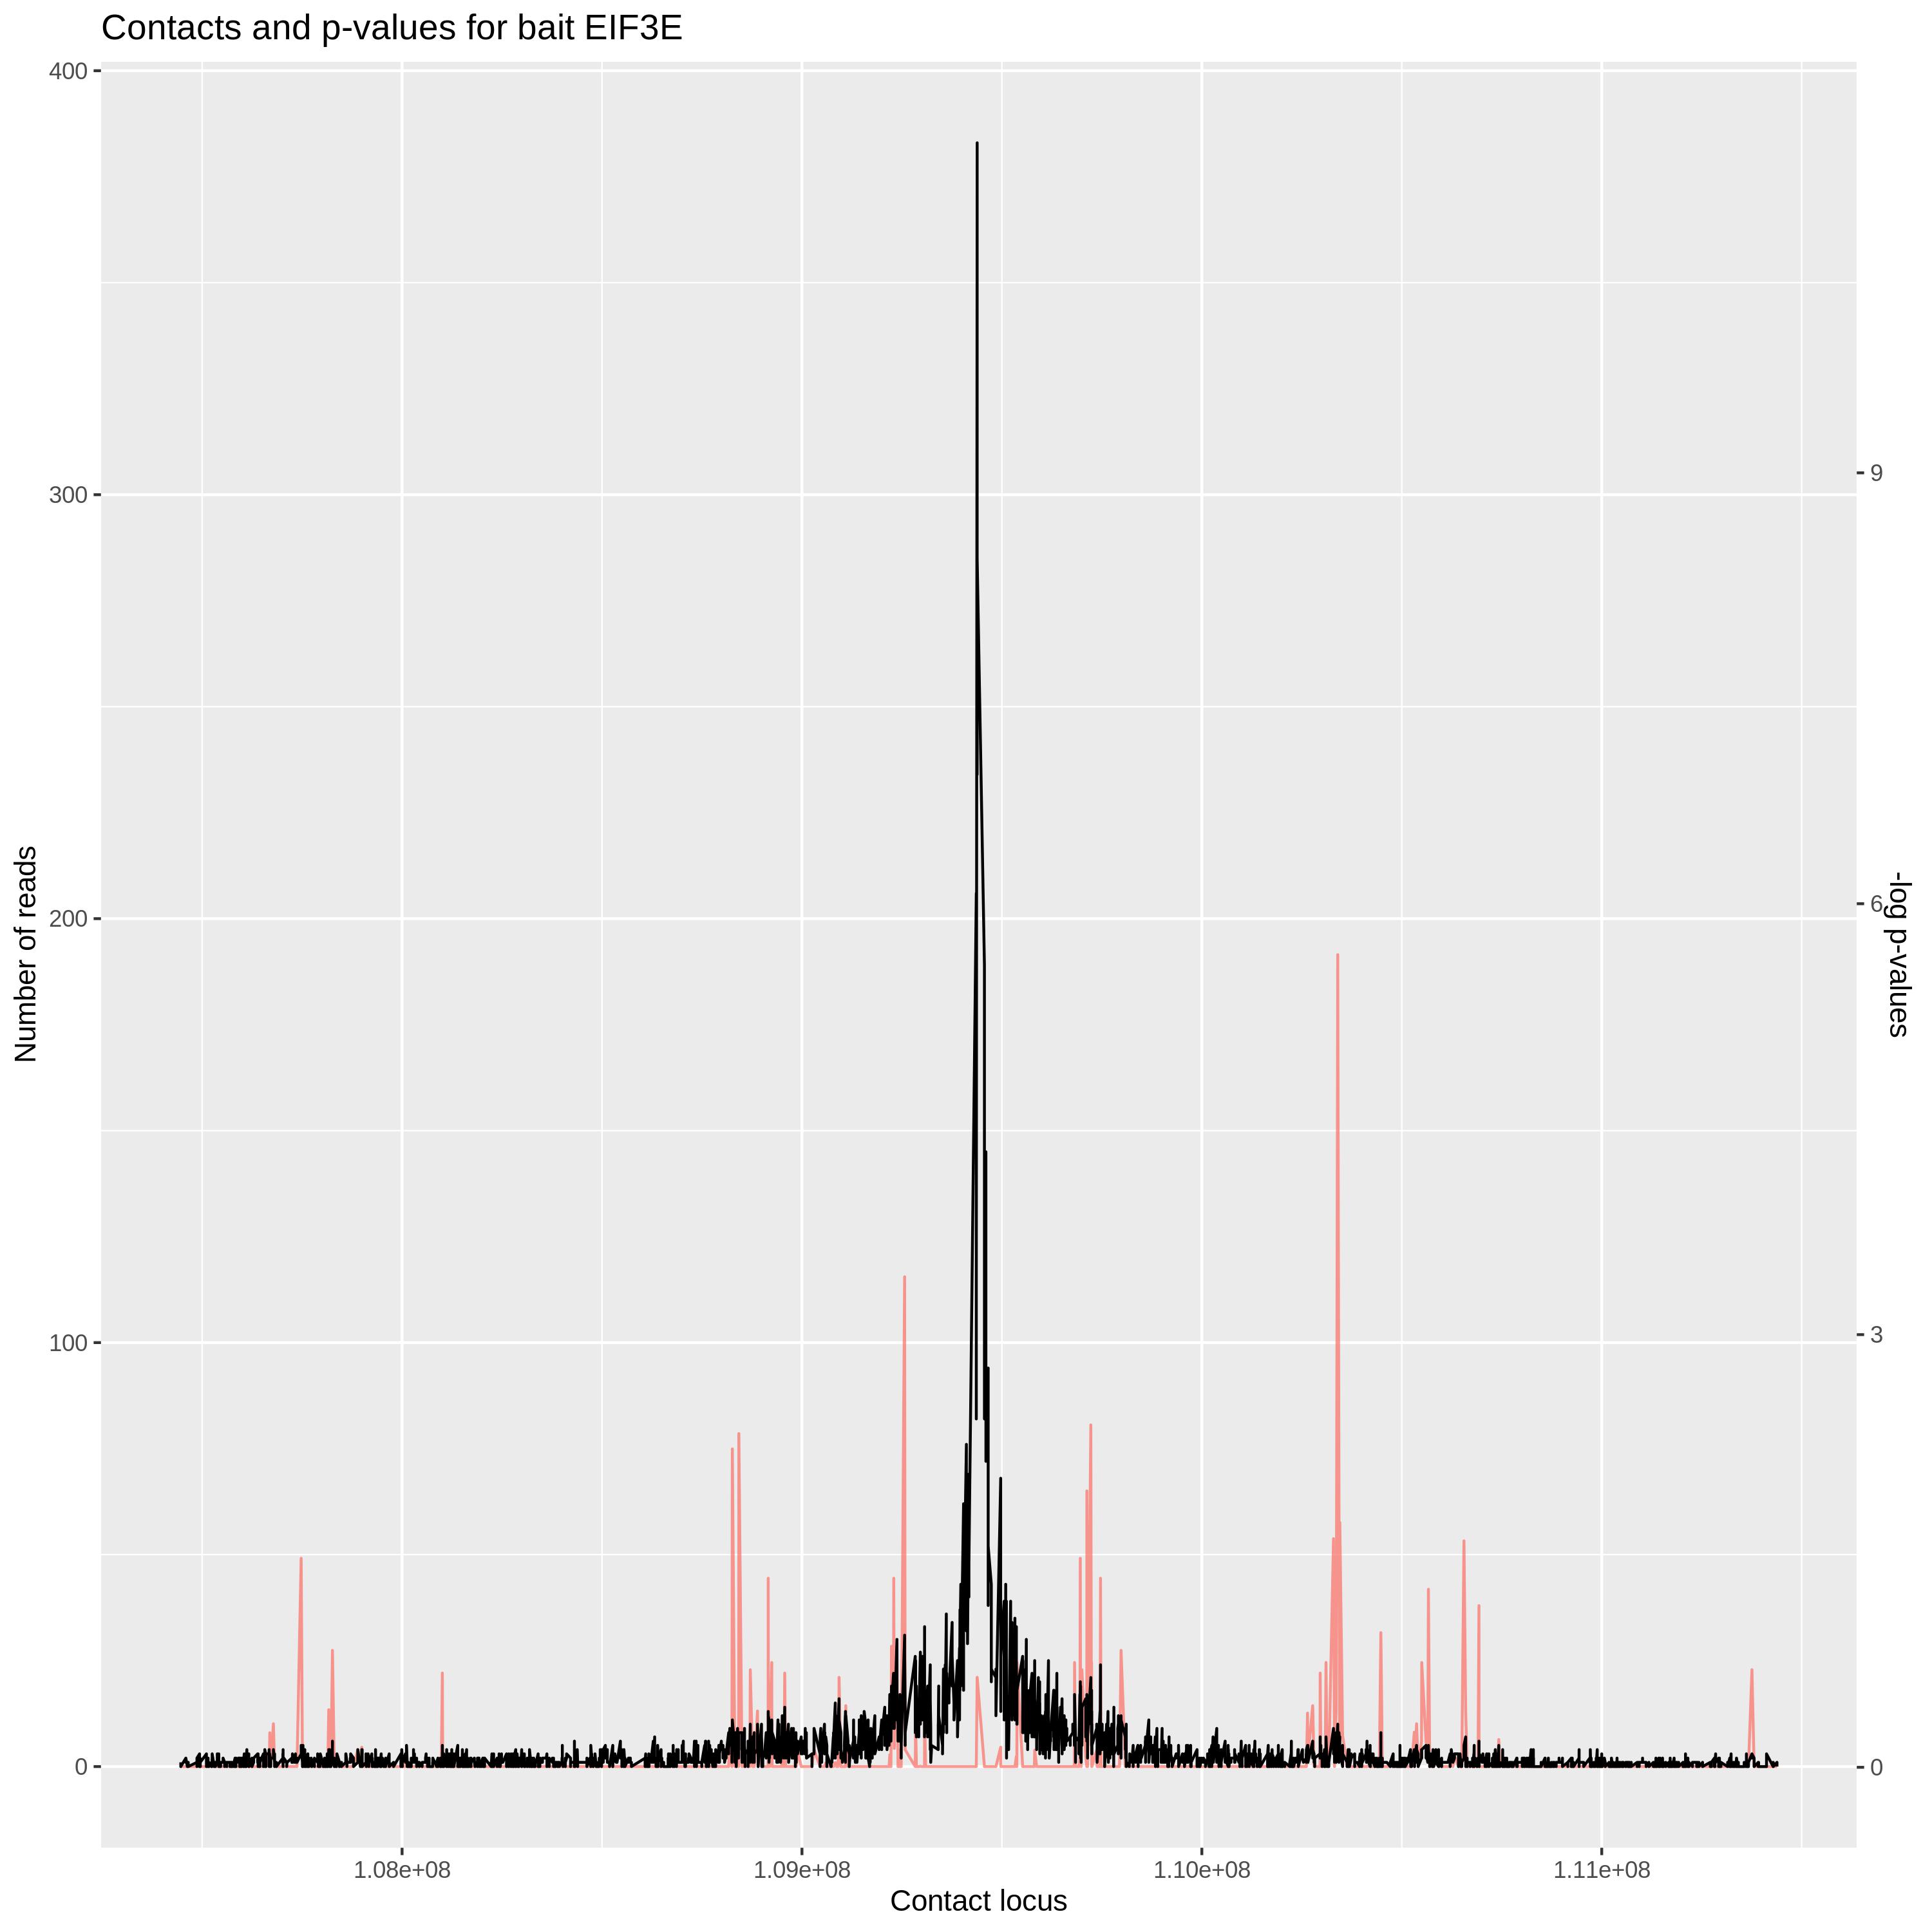 Contacts and p-values for bait EIF3E
400
300
200
100
0
Number of reads
9
6
3
0
-log p-values
1.08e+08 1.09e+08 1.10e+08 1.11e+08
Contact locus